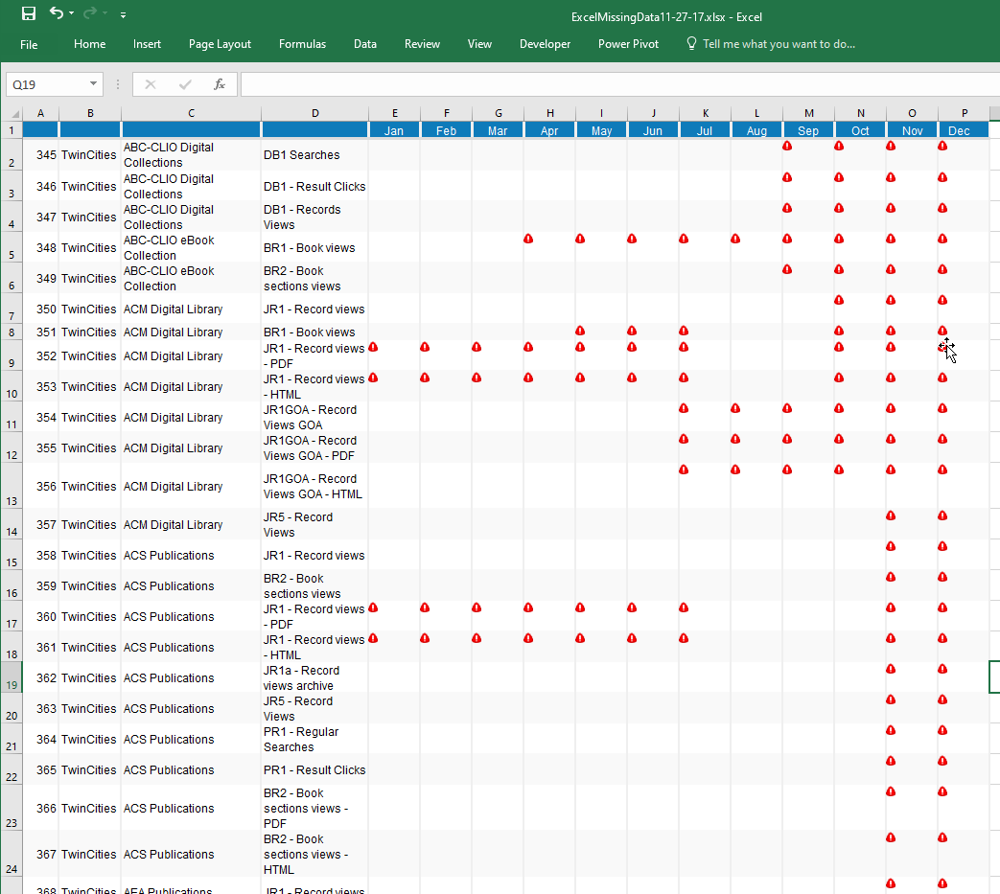 ExcelMissingData11-27-17.xlsx - Excel
File Home Insert Page Layout Formulas Data Review View Developer Power Pivot Tell me what you want to do...
Q19 fx
A B C D E F G H I J K L M N O P
1 Jan Feb Mar Apr May Jun Jul Aug Sep Oct Nov Dec
2 345 TwinCities ABC-CLIO Digital Collections DB1 Searches
3 346 TwinCities ABC-CLIO Digital Collections DB1 - Result Clicks
4 347 TwinCities ABC-CLIO Digital Collections DB1 - Records Views
5 348 TwinCities ABC-CLIO eBook Collection BR1 - Book views
6 349 TwinCities ABC-CLIO eBook Collection BR2 - Book sections views
7 350 TwinCities ACM Digital Library JR1 - Record views
8 351 TwinCities ACM Digital Library BR1 - Book views
9 352 TwinCities ACM Digital Library JR1 - Record views - PDF
10 353 TwinCities ACM Digital Library JR1 - Record views - HTML
11 354 TwinCities ACM Digital Library JR1GOA - Record Views GOA
12 355 TwinCities ACM Digital Library JR1GOA - Record Views GOA - PDF
13 356 TwinCities ACM Digital Library JR1GOA - Record Views GOA - HTML
14 357 TwinCities ACM Digital Library JR5 - Record Views
15 358 TwinCities ACS Publications JR1 - Record views
16 359 TwinCities ACS Publications BR2 - Book sections views
17 360 TwinCities ACS Publications JR1 - Record views - PDF
18 361 TwinCities ACS Publications JR1 - Record views - HTML
19 362 TwinCities ACS Publications JR1a - Record views archive
20 363 TwinCities ACS Publications JR5 - Record Views
21 364 TwinCities ACS Publications PR1 - Regular Searches
22 365 TwinCities ACS Publications PR1 - Result Clicks
23 366 TwinCities ACS Publications BR2 - Book sections views - PDF
24 367 TwinCities ACS Publications BR2 - Book sections views - HTML
368 TwinCities AEA Publications JR1 - Record views